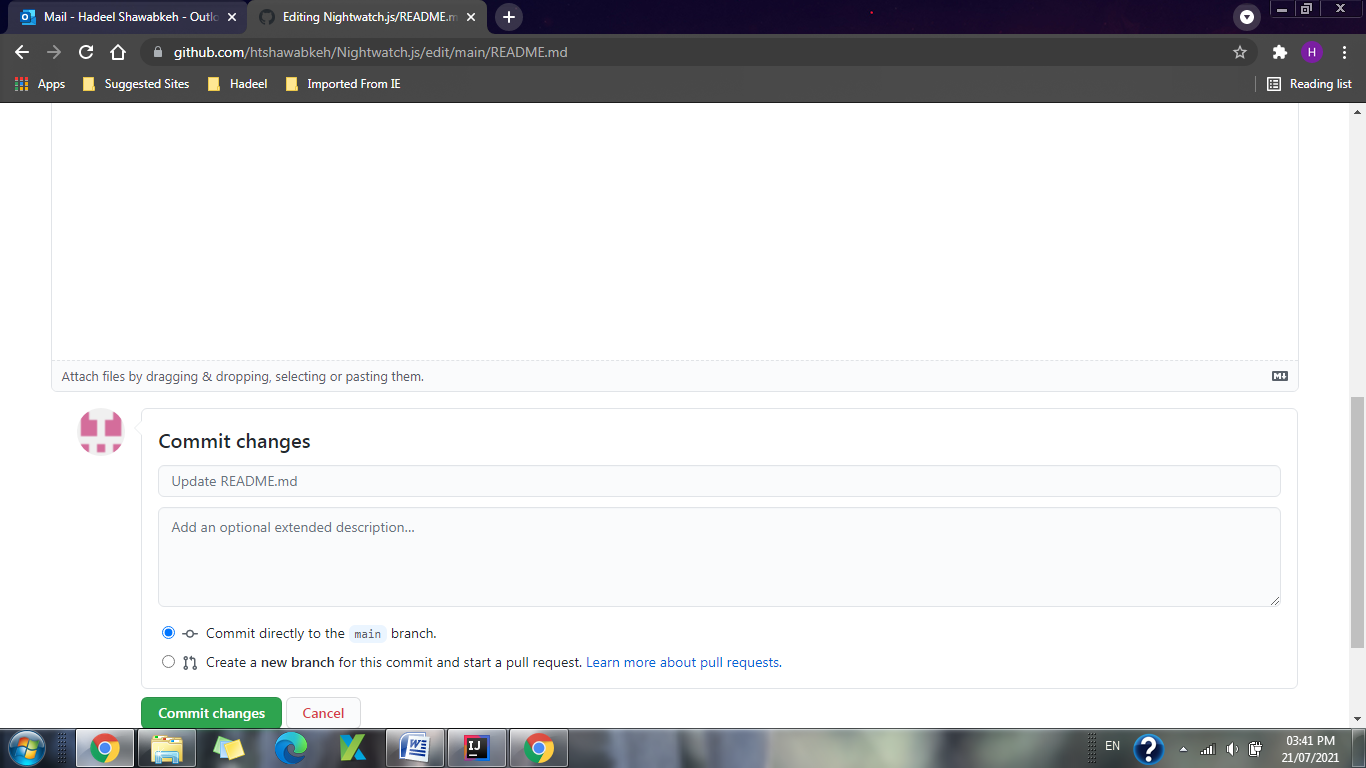 Mail - Hadeel Shawabkeh - Outlo
Editing Nightwatch.js/README.m
H
github.com/htshawabkeh/Nightwatch.js/edit/main/README.md
Apps
Suggested Sites
Hadeel
Imported From IE
Reading list
Attach files by dragging & dropping, selecting or pasting them.
Commit changes
Update README.md
Add an optional extended description...
Commit directly to the main branch.
Create a new branch for this commit and start a pull request. Learn more about pull requests.
Commit changes
Cancel
EN
03:41 PM
21/07/2021